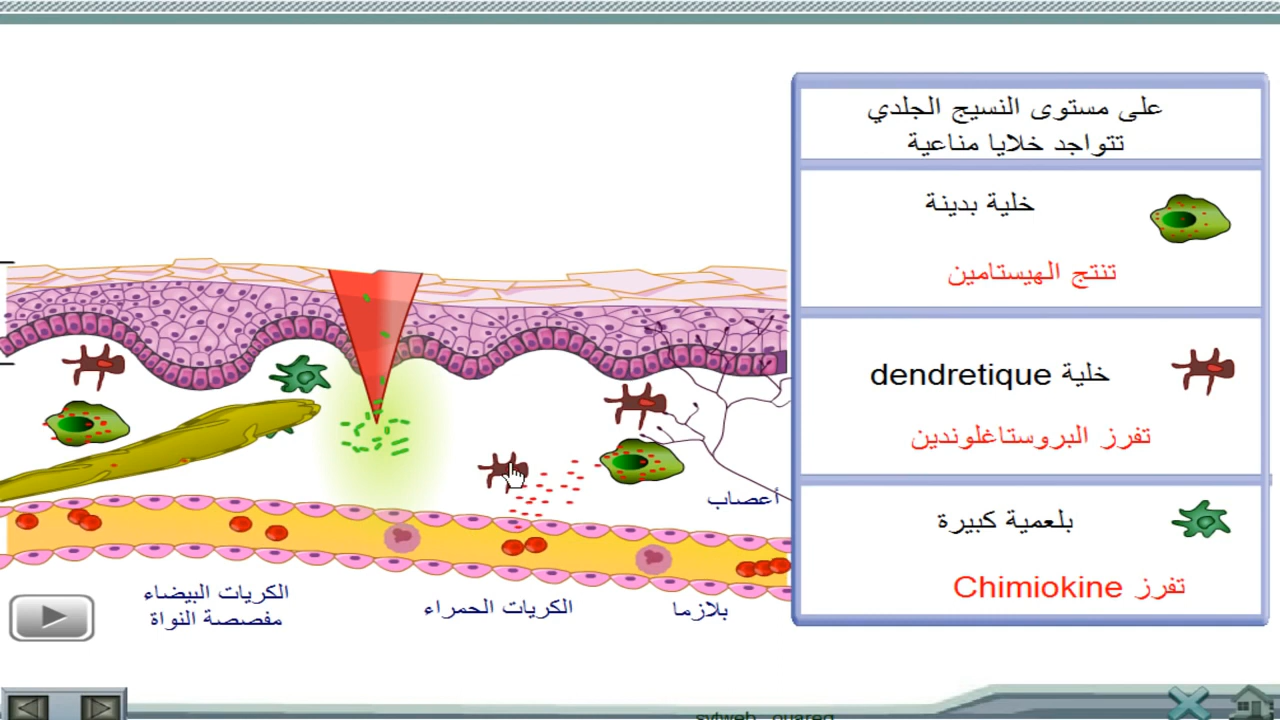 على مستوى النسيج الجلدي
تتواجد خلايا مناعية
خلية بدينة
تنتج الهيستامين
خلية dendretique
تفرز البروستاغلوندين
بلعمية كبيرة
تفرز Chimiokine
أعصاب
الكريات البيضاء
مفصصة النواة
الكريات الحمراء
بلازما